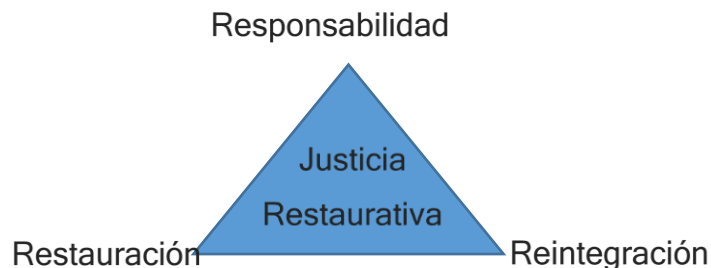 Responsabilidad
Justicia
Restaurativa
Restauración
Reintegración